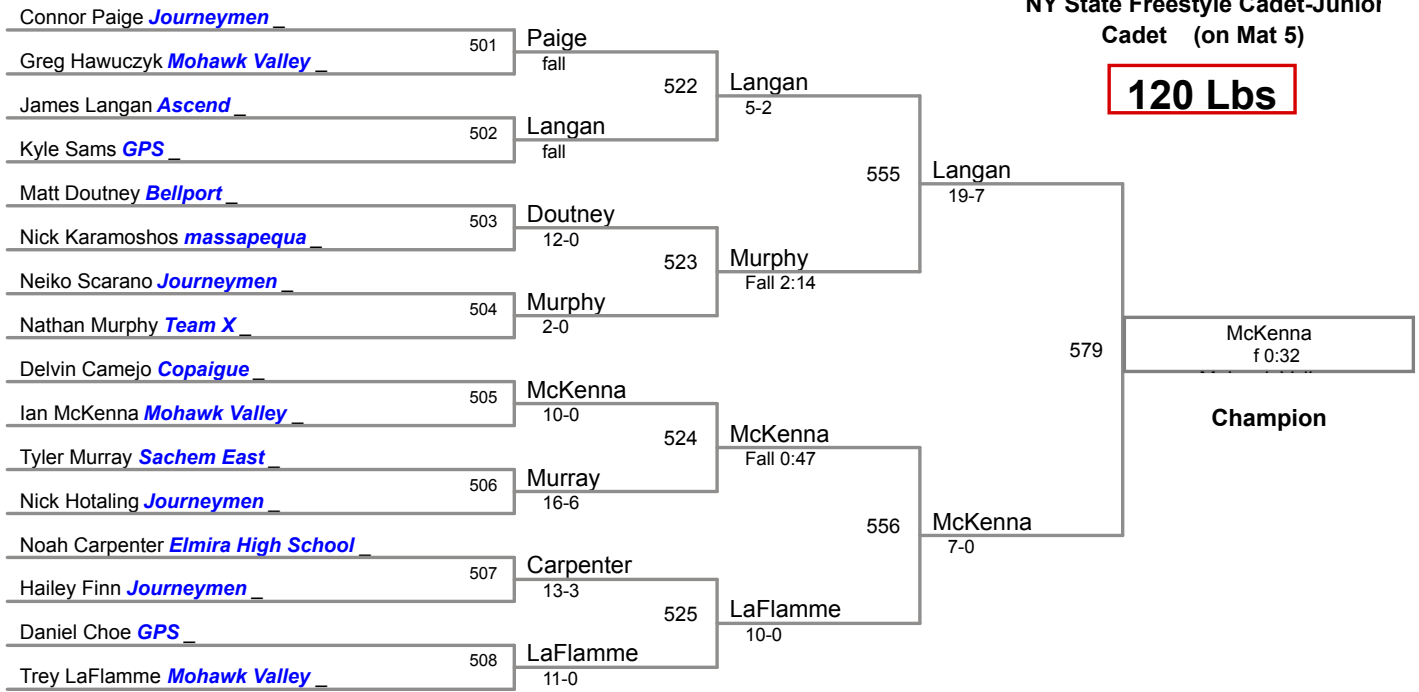 NY State Freestyle Cadet-Junior
Cadet (on Mat 5)
120 Lbs
Connor Paige Journeymen _
Greg Hawuczyk Mohawk Valley _
James Langan Ascend _
Kyle Sams GPS _
Matt Doutney Bellport _
Nick Karamoshos massapequa _
Neiko Scarano Journeymen _
Nathan Murphy Team X _
Delvin Camejo Copaigue _
Ian McKenna Mohawk Valley _
Tyler Murray Sachem East _
Nick Hotaling Journeymen _
Noah Carpenter Elmira High School _
Hailey Finn Journeymen _
Daniel Choe GPS _
Trey LaFlamme Mohawk Valley _
501
Paige
fall
502
Langan
fall
503
Doutney
12-0
504
Murphy
2-0
505
McKenna
10-0
506
Murray
16-6
507
Carpenter
13-3
508
LaFlamme
11-0
522
Langan
5-2
523
Murphy
Fall 2:14
524
McKenna
Fall 0:47
525
LaFlamme
10-0
555
Langan
19-7
556
McKenna
7-0
579
McKenna
f 0:32
Champion